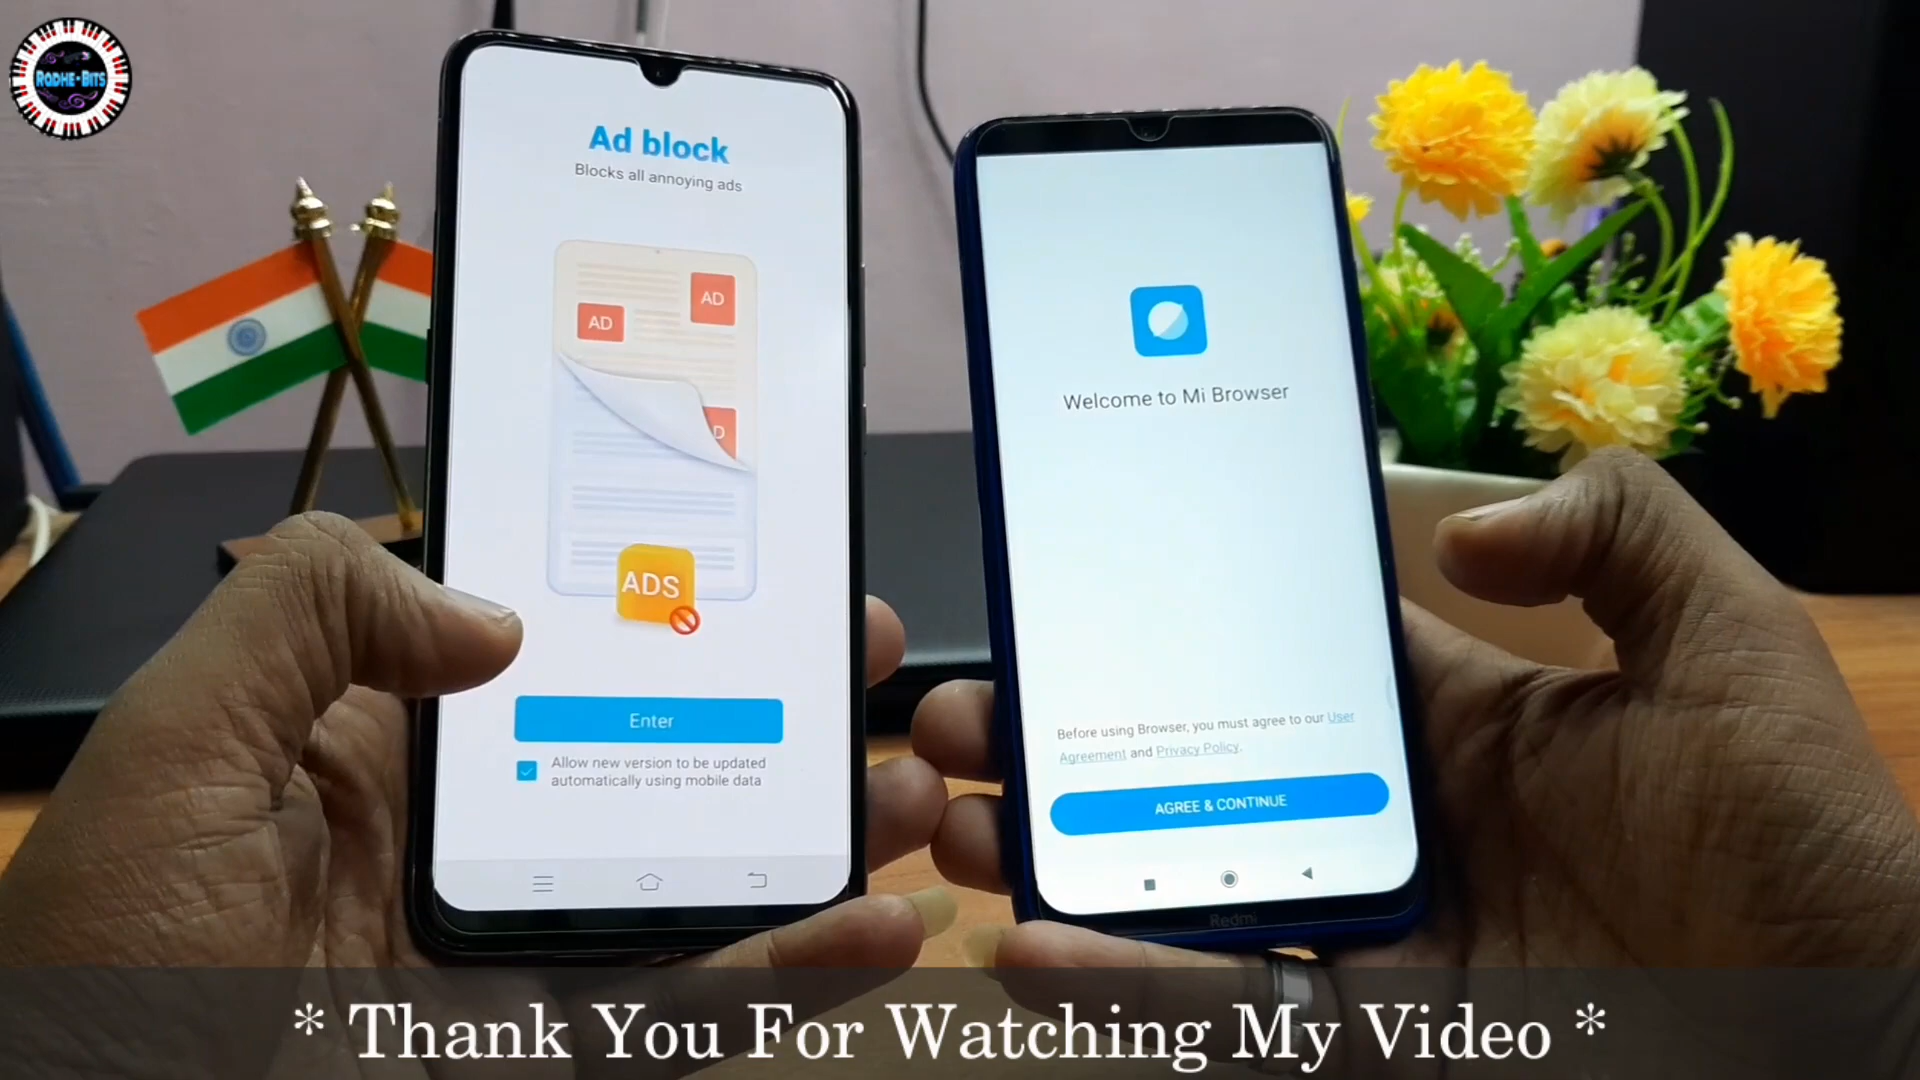 RODHE-BITS
Ad block
Blocks all annoying ads
AD
AD
D
ADS
Enter
Allow new version to be updated
automatically using mobile data
Welcome to Mi Browser
Before using Browser, you must agree to our User
Agreement and Privacy Policy.
AGREE & CONTINUE
Redmi
* Thank You For Watching My Video *